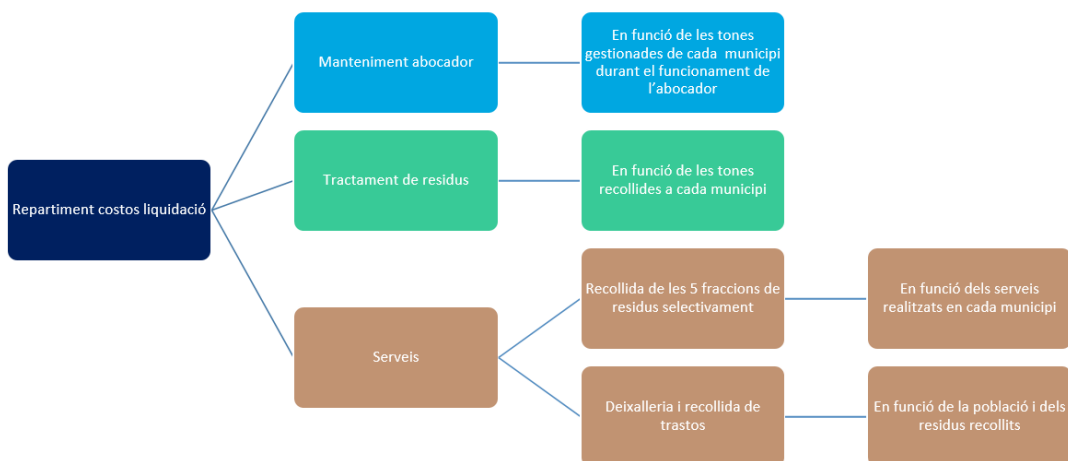 Repartiment costos liquidació
Manteniment abocador
En funció de les tones
gestionades de cada municipi
durant el funcionament de
l'abocador
Tractament de residus
En funció de les tones
recollides a cada municipi
Serveis
Recollida de les 5 fraccions de
residus selectivament
En funció dels serveis
realitzats en cada municipi
Deixalleria i recollida de
trastos
En funció de la població i dels
residus recollits